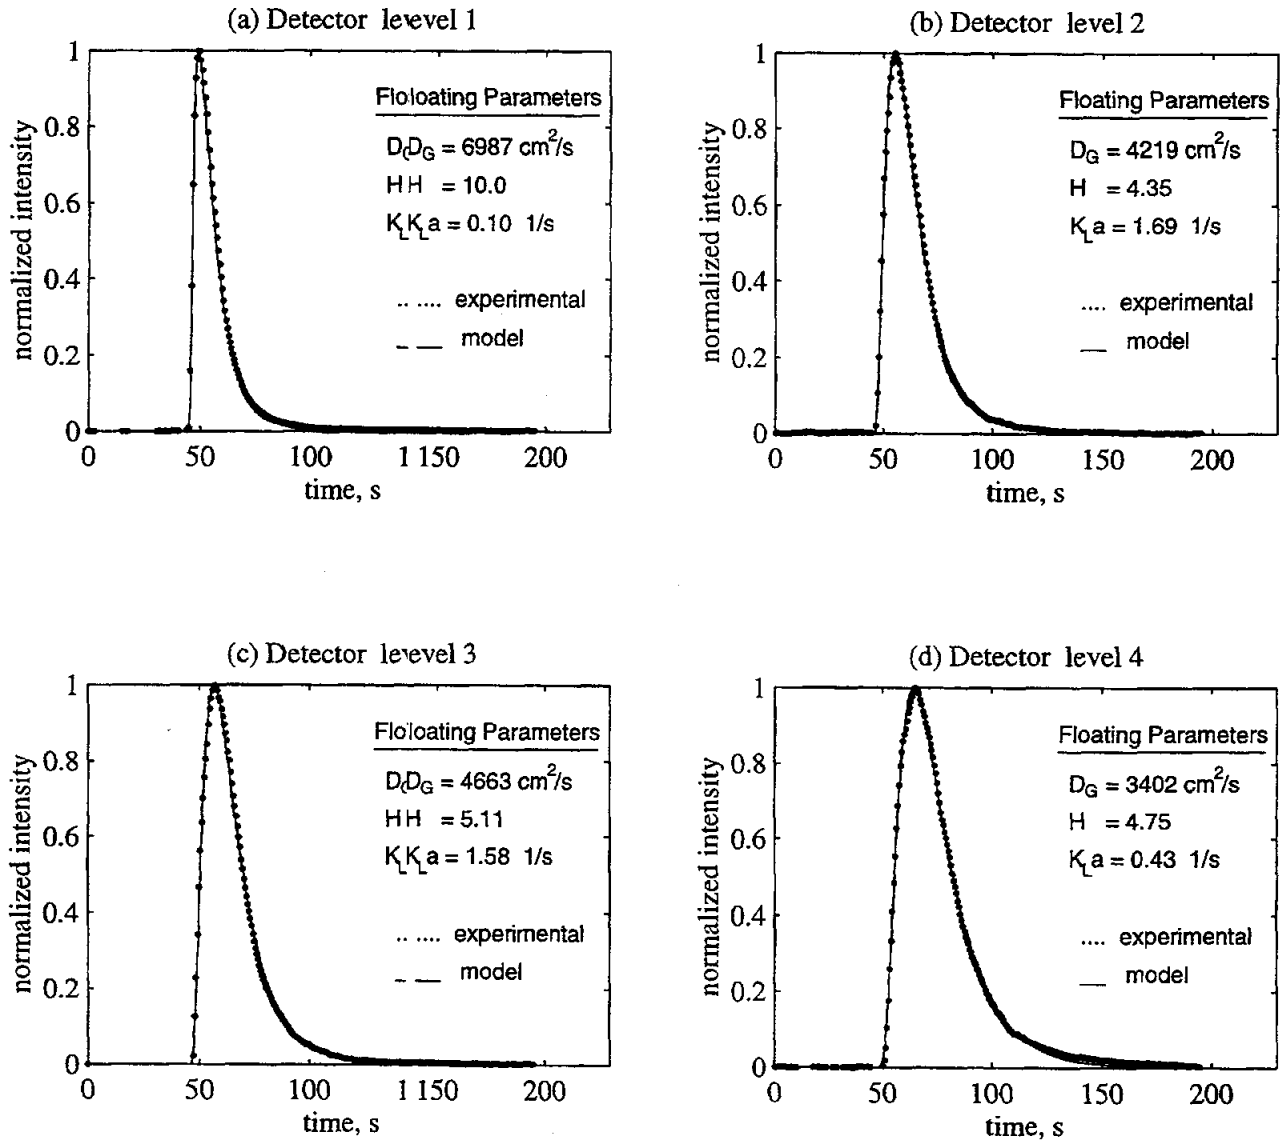 (a) Detector levevel 1
1
0.8
0.6
0.4
0.2
0
normalized intensity
Floloating Parameters
D(DG = 6987 cm²/s
H H = 10.0
KLKLa = 0.10 1/s
.. .... experimental
model
0 50 100 1 150 200
time, s
(b) Detector level 2
1
0.8
0.6
0.4
0.2
0
normalized intensity
Floating Parameters
DG = 4219 cm²/s
H = 4.35
KLa = 1.69 1/s
.... experimental
model
0 50 100 150 200
time, s
(c) Detector levevel 3
1
0.8
0.6
0.4
0.2
0
normalized intensity
Floloating Parameters
D(DG = 4663 cm²/s
H H = 5.11
KLKLa = 1.58 1/s
.. .... experimental
model
0 50 100 1 150 200
time, s
(d) Detector level 4
1
0.8
0.6
0.4
0.2
0
normalized intensity
Floating Parameters
DG = 3402 cm²/s
H = 4.75
KLa = 0.43 1/s
.... experimental
model
0 50 100 150 200
time, s